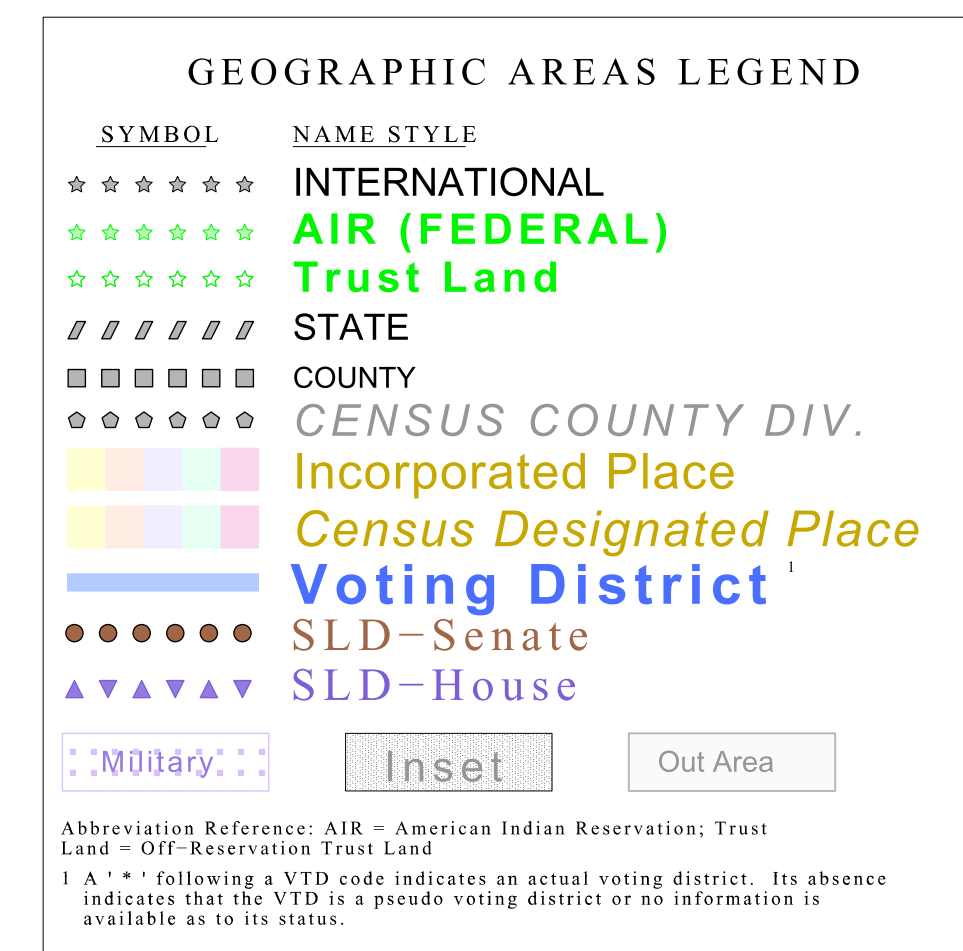 GEOGRAPHIC AREAS LEGEND
SYMBOL NAME STYLE
INTERNATIONAL
AIR (FEDERAL)
Trust Land
STATE
COUNTY
CENSUS COUNTY DIV.
Incorporated Place
Census Designated Place
Voting District 1
SLD−Senate
SLD−House
Military Inset Out Area
Abbreviation Reference: AIR = American Indian Reservation; Trust
Land = Off−Reservation Trust Land
1 A ' * ' following a VTD code indicates an actual voting district. Its absence
indicates that the VTD is a pseudo voting district or no information is
available as to its status.